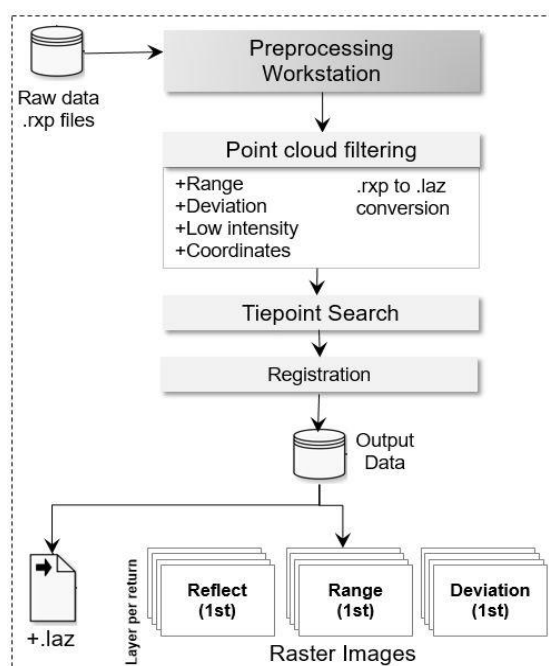 Raw data
.rxp files
Preprocessing
Workstation
Point cloud filtering
+Range
+Deviation
+Low intensity
+Coordinates
.rxp to .laz
conversion
Tiepoint Search
Registration
Output
Data
+.laz
Layer per return
Reflect
(1st)
Range
(1st)
Deviation
(1st)
Raster Images